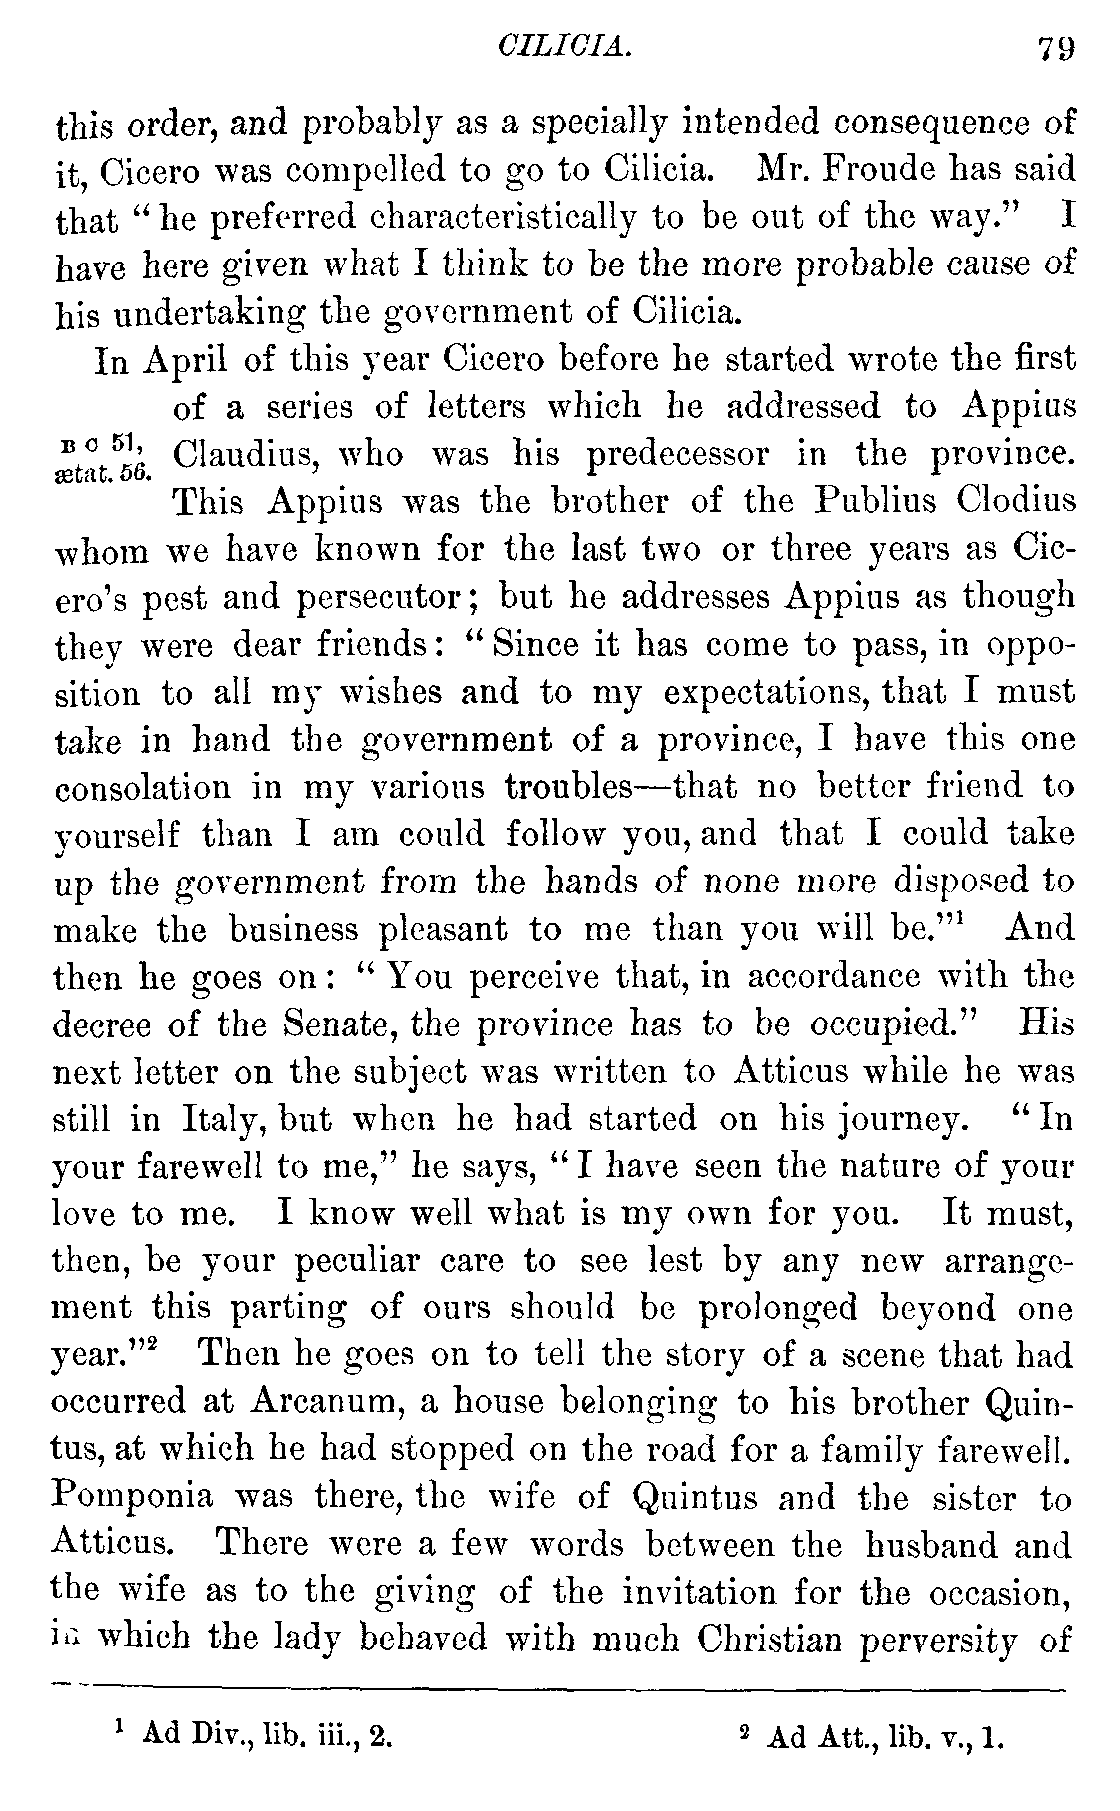 CILICIA. 79
this order, and probably as a specially intended consequence of
it, Cicero was compelled to go to Cilicia. Mr. Froude has said
that “he preferred characteristically to be out of the way.” I
have here given what I think to be the more probable cause of
his undertaking the government of Cilicia.
In April of this year Cicero before he started wrote the first
of a series of letters which he addressed to Appius
B C 51,
ætat. 56.
Claudius, who was his predecessor in the province.
This Appius was the brother of the Publius Clodius
whom we have known for the last two or three years as Cic-
ero’s pest and persecutor; but he addresses Appius as though
they were dear friends: “Since it has come to pass, in oppo-
sition to all my wishes and to my expectations, that I must
take in hand the government of a province, I have this one
consolation in my various troubles—that no better friend to
yourself than I am could follow you, and that I could take
up the government from the hands of none more disposed to
make the business pleasant to me than you will be.”¹ And
then he goes on: “You perceive that, in accordance with the
decree of the Senate, the province has to be occupied.” His
next letter on the subject was written to Atticus while he was
still in Italy, but when he had started on his journey. “In
your farewell to me,” he says, “I have seen the nature of your
love to me. I know well what is my own for you. It must,
then, be your peculiar care to see lest by any new arrange-
ment this parting of ours should be prolonged beyond one
year.”² Then he goes on to tell the story of a scene that had
occurred at Arcanum, a house belonging to his brother Quin-
tus, at which he had stopped on the road for a family farewell.
Pomponia was there, the wife of Quintus and the sister to
Atticus. There were a few words between the husband and
the wife as to the giving of the invitation for the occasion,
in which the lady behaved with much Christian perversity of
¹ Ad Div., lib. iii., 2. ² Ad Att., lib. v., 1.